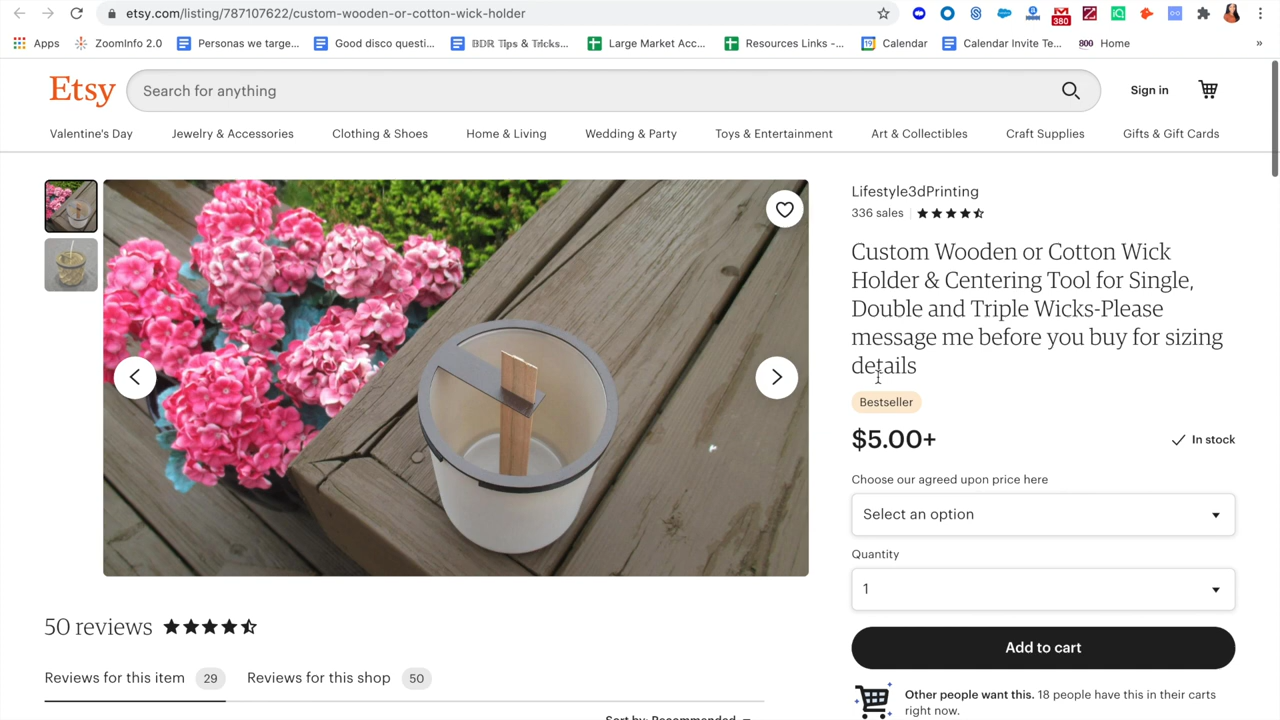 etsy.com/listing/787107622/custom-wooden-or-cotton-wick-holder
380
Apps
ZoomInfo 2.0
Personas we targe...
Good disco questi...
BDR Tips & Tricks...
Large Market Acc...
Resources Links -...
Calendar
Calendar Invite Te...
Home
»
Etsy
Search for anything
Sign in
Valentine's Day
Jewelry & Accessories
Clothing & Shoes
Home & Living
Wedding & Party
Toys & Entertainment
Art & Collectibles
Craft Supplies
Gifts & Gift Cards
Lifestyle3dPrinting
336 sales
Custom Wooden or Cotton Wick
Holder & Centering Tool for Single,
Double and Triple Wicks-Please
message me before you buy for sizing
details
Bestseller
$5.00+
In stock
Choose our agreed upon price here
Select an option
Quantity
1
Add to cart
Other people want this. 18 people have this in their carts
right now.
50 reviews
Reviews for this item 29
Reviews for this shop 50
Sort by: Recommended